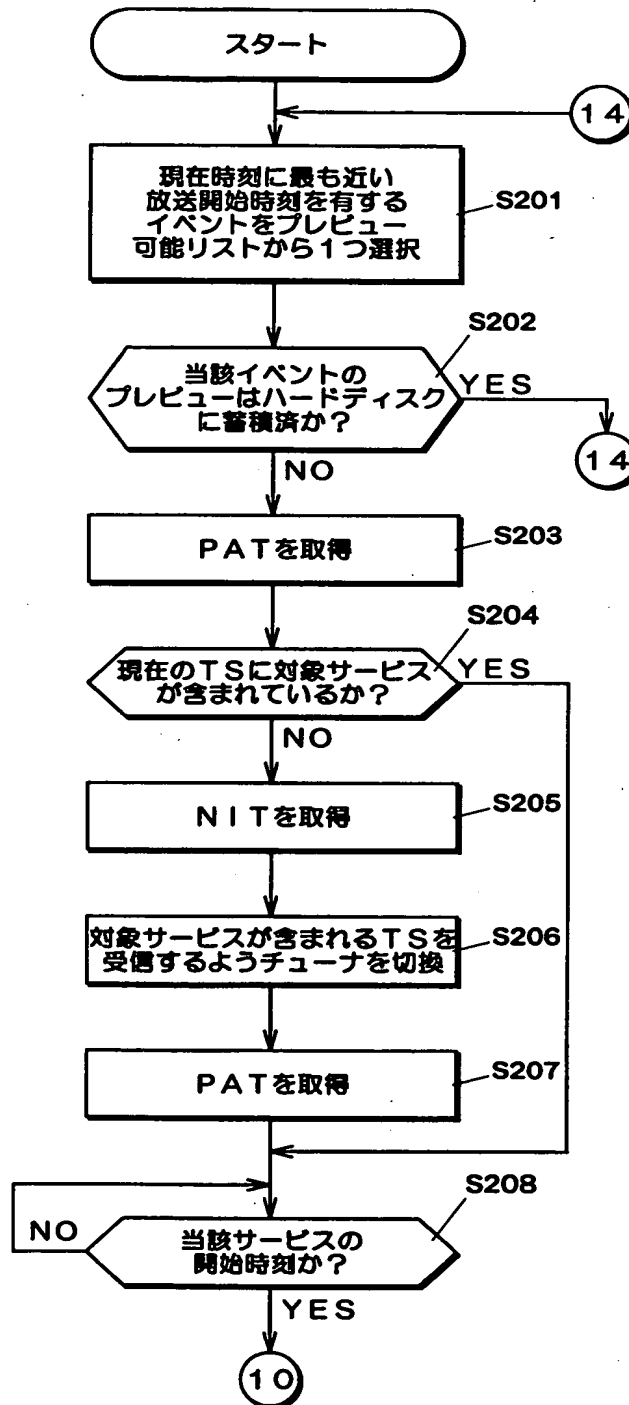 スタート
14
現在時刻に最も近い
放送開始時刻を有する
イベントをプレビュー
可能リストから1つ選択
S201
S202
当該イベントの
プレビューはハードディスク
に蓄積済か?
YES
14
NO
PATを取得
S203
S204
現在のTSに対象サービス
が含まれているか?
YES
NO
NITを取得
S205
対象サービスが含まれるTSを
受信するようチューナを切換
S206
PATを取得
S207
S208
NO
当該サービスの
開始時刻か?
YES
10